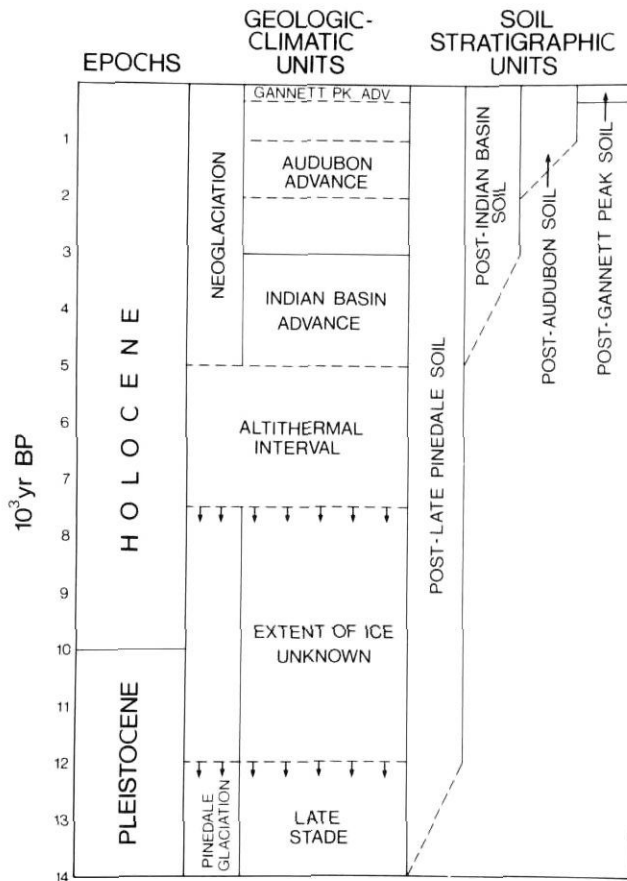 EPOCHS
GEOLOGIC-
CLIMATIC
UNITS
SOIL
STRATIGRAPHIC
UNITS
10³yr BP
1
2
3
4
5
6
7
8
9
10
11
12
13
14
HOLOCENE
PLEISTOCENE
NEOGLACIATION
PINEDALE
GLACIATION
GANNETT PK. ADV
AUDUBON
ADVANCE
INDIAN BASIN
ADVANCE
ALTITHERMAL
INTERVAL
EXTENT OF ICE
UNKNOWN
LATE
STADE
POST-LATE PINEDALE SOIL
POST-INDIAN BASIN
SOIL
POST-AUDUBON SOIL
POST-GANNETT PEAK SOIL